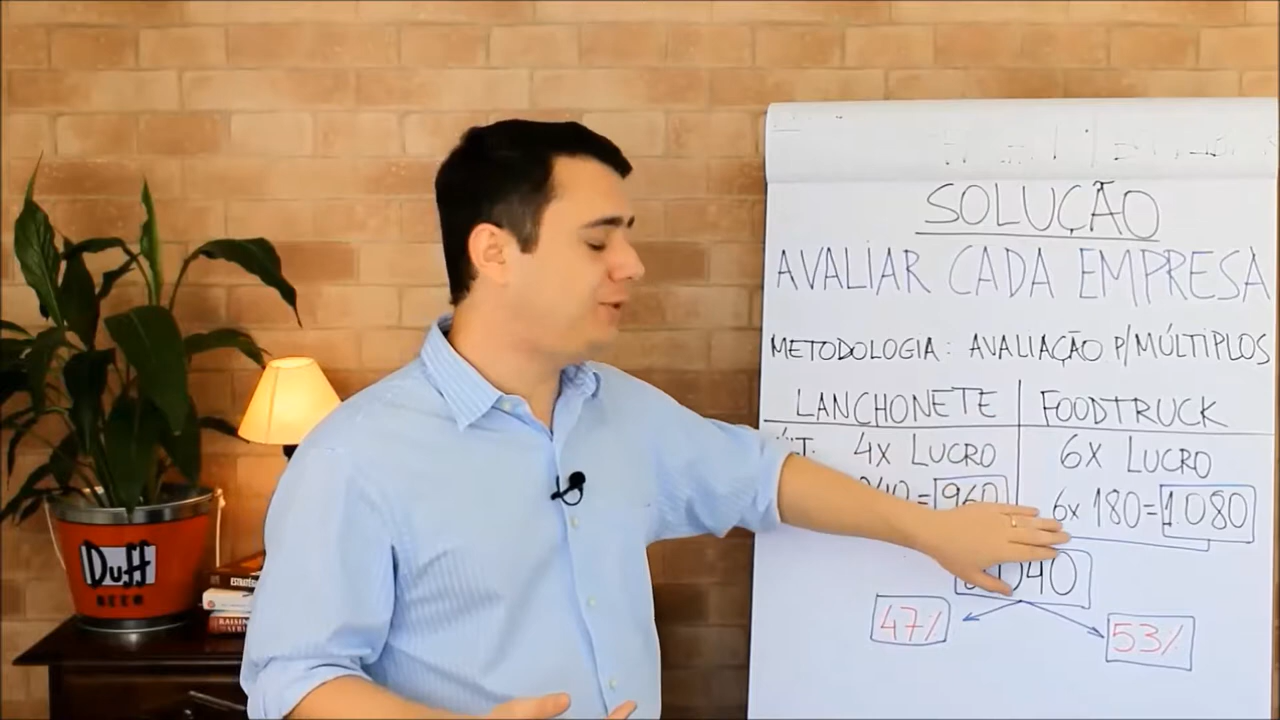 SOLUÇÃO
AVALIAR CADA EMPRESA
METODOLOGIA: AVALIAÇÃO P/MÚLTIPLOS
LANCHONETE FOODTRUCK
4X LUCRO 6X LUCRO
=960 6x 180=1.080
040
47% 53%
Duff
BEER